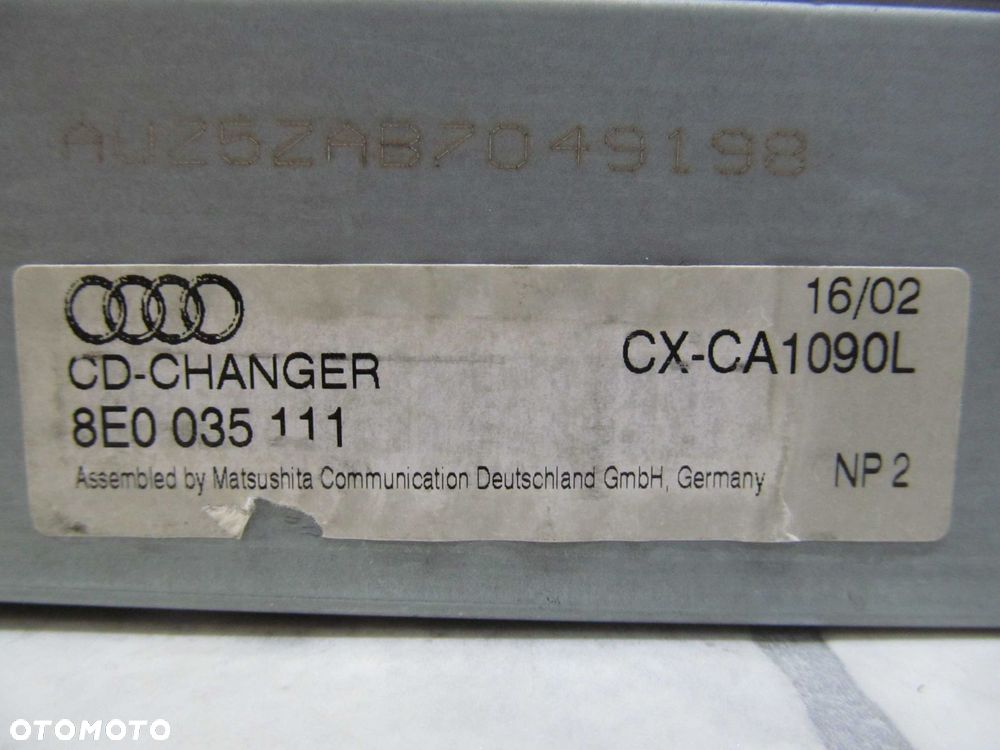 AUZ5ZAB7049198
16/02
CD-CHANGER
CX-CA1090L
8E0 035 111
Assembled by Matsushita Communication Deutschland GmbH, Germany
NP 2
OTOMOTO